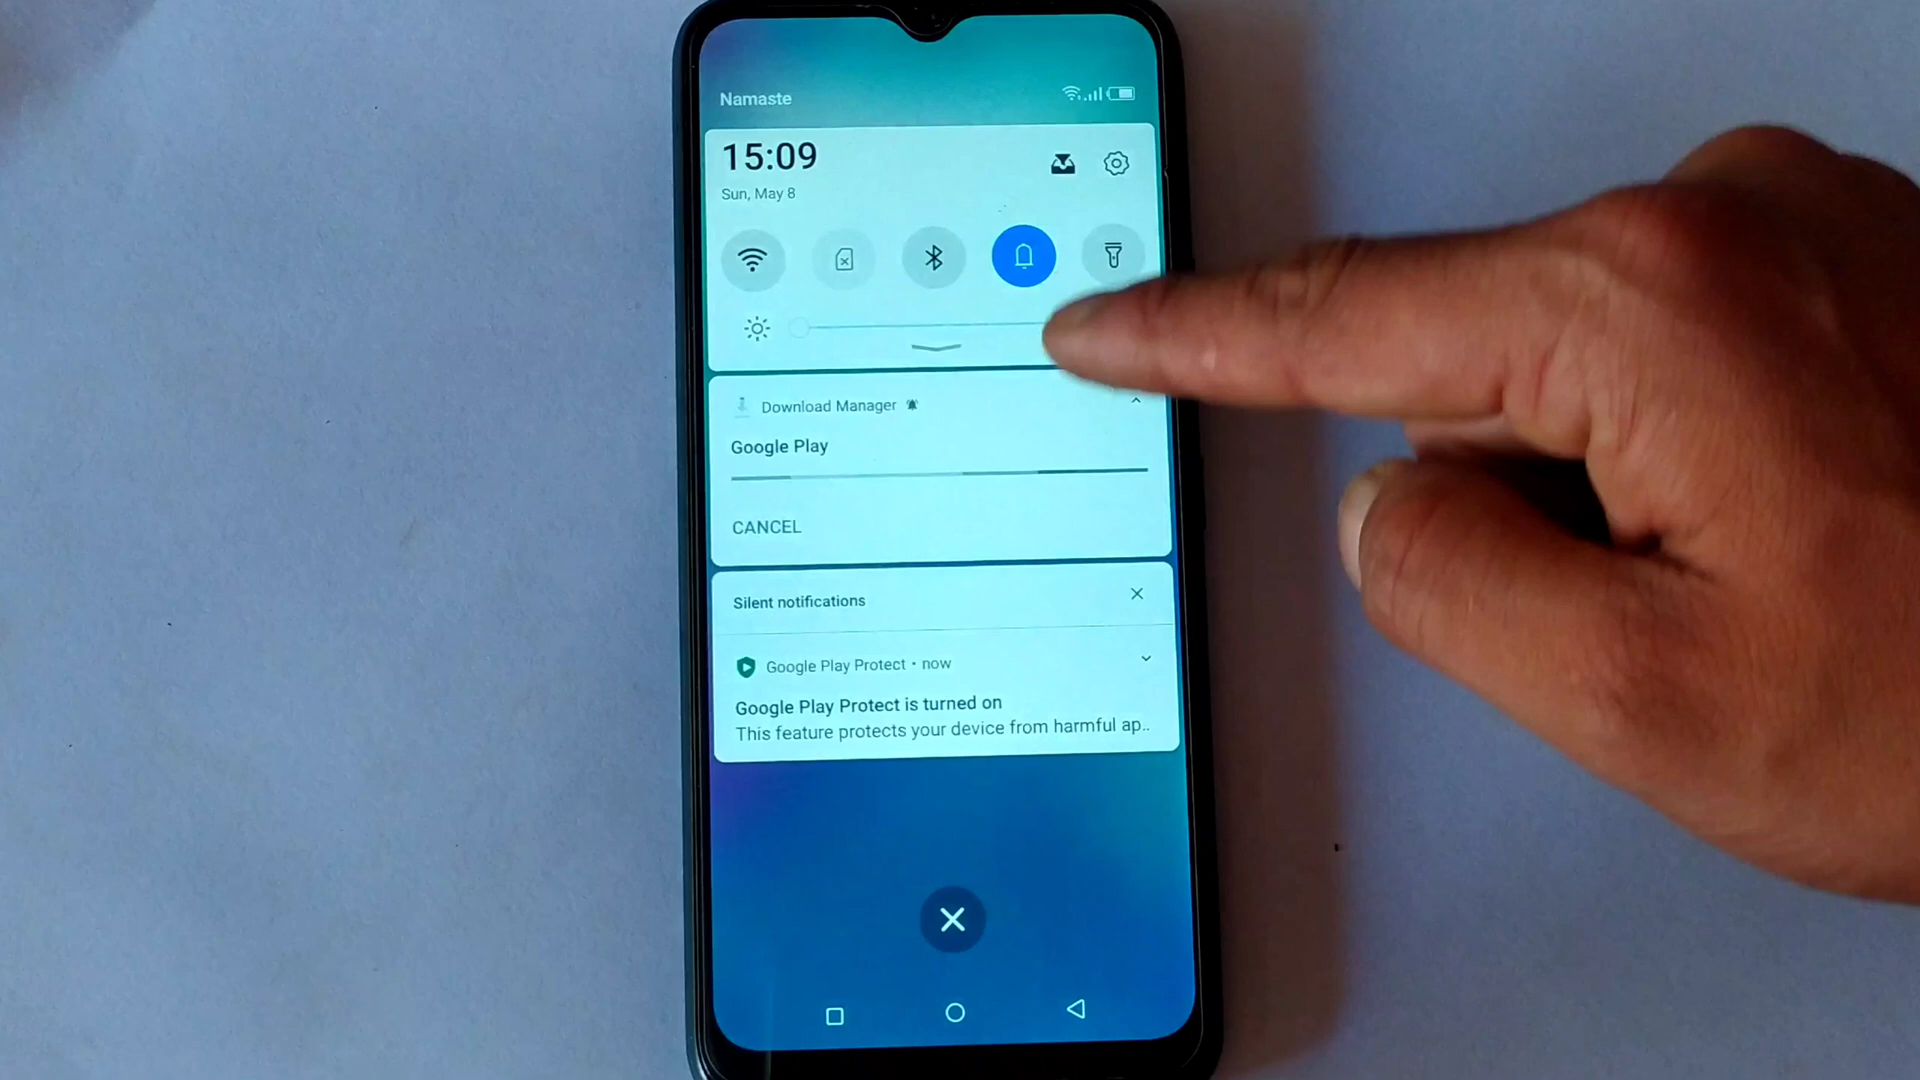 Namaste
15:09
Sun, May 8
Download Manager
Google Play
CANCEL
Silent notifications
Google Play Protect • now
Google Play Protect is turned on
This feature protects your device from harmful ap..